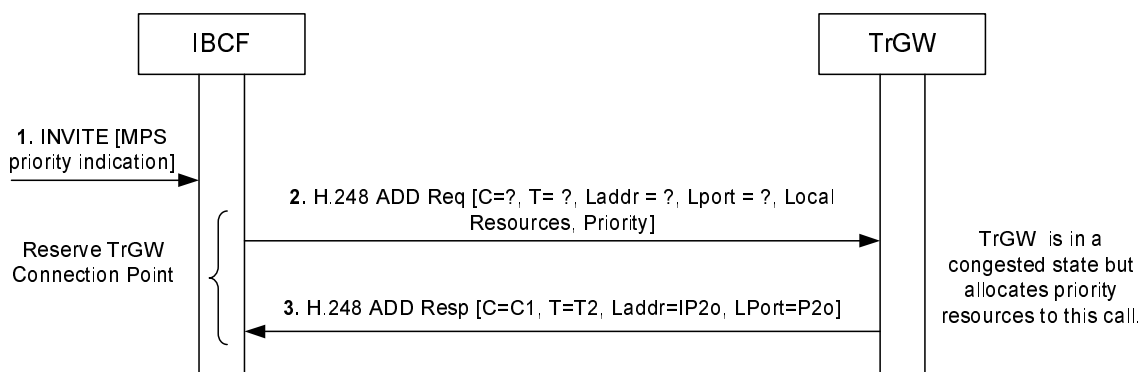 IBCF
TrGW
1. INVITE [MPS
priority indication]
2. H.248 ADD Req [C=?, T= ?, Laddr = ?, Lport = ?, Local
Resources, Priority]
Reserve TrGW
Connection Point
TrGW is in a
congested state but
allocates priority
resources to this call.
3. H.248 ADD Resp [C=C1, T=T2, Laddr=IP2o, LPort=P2o]